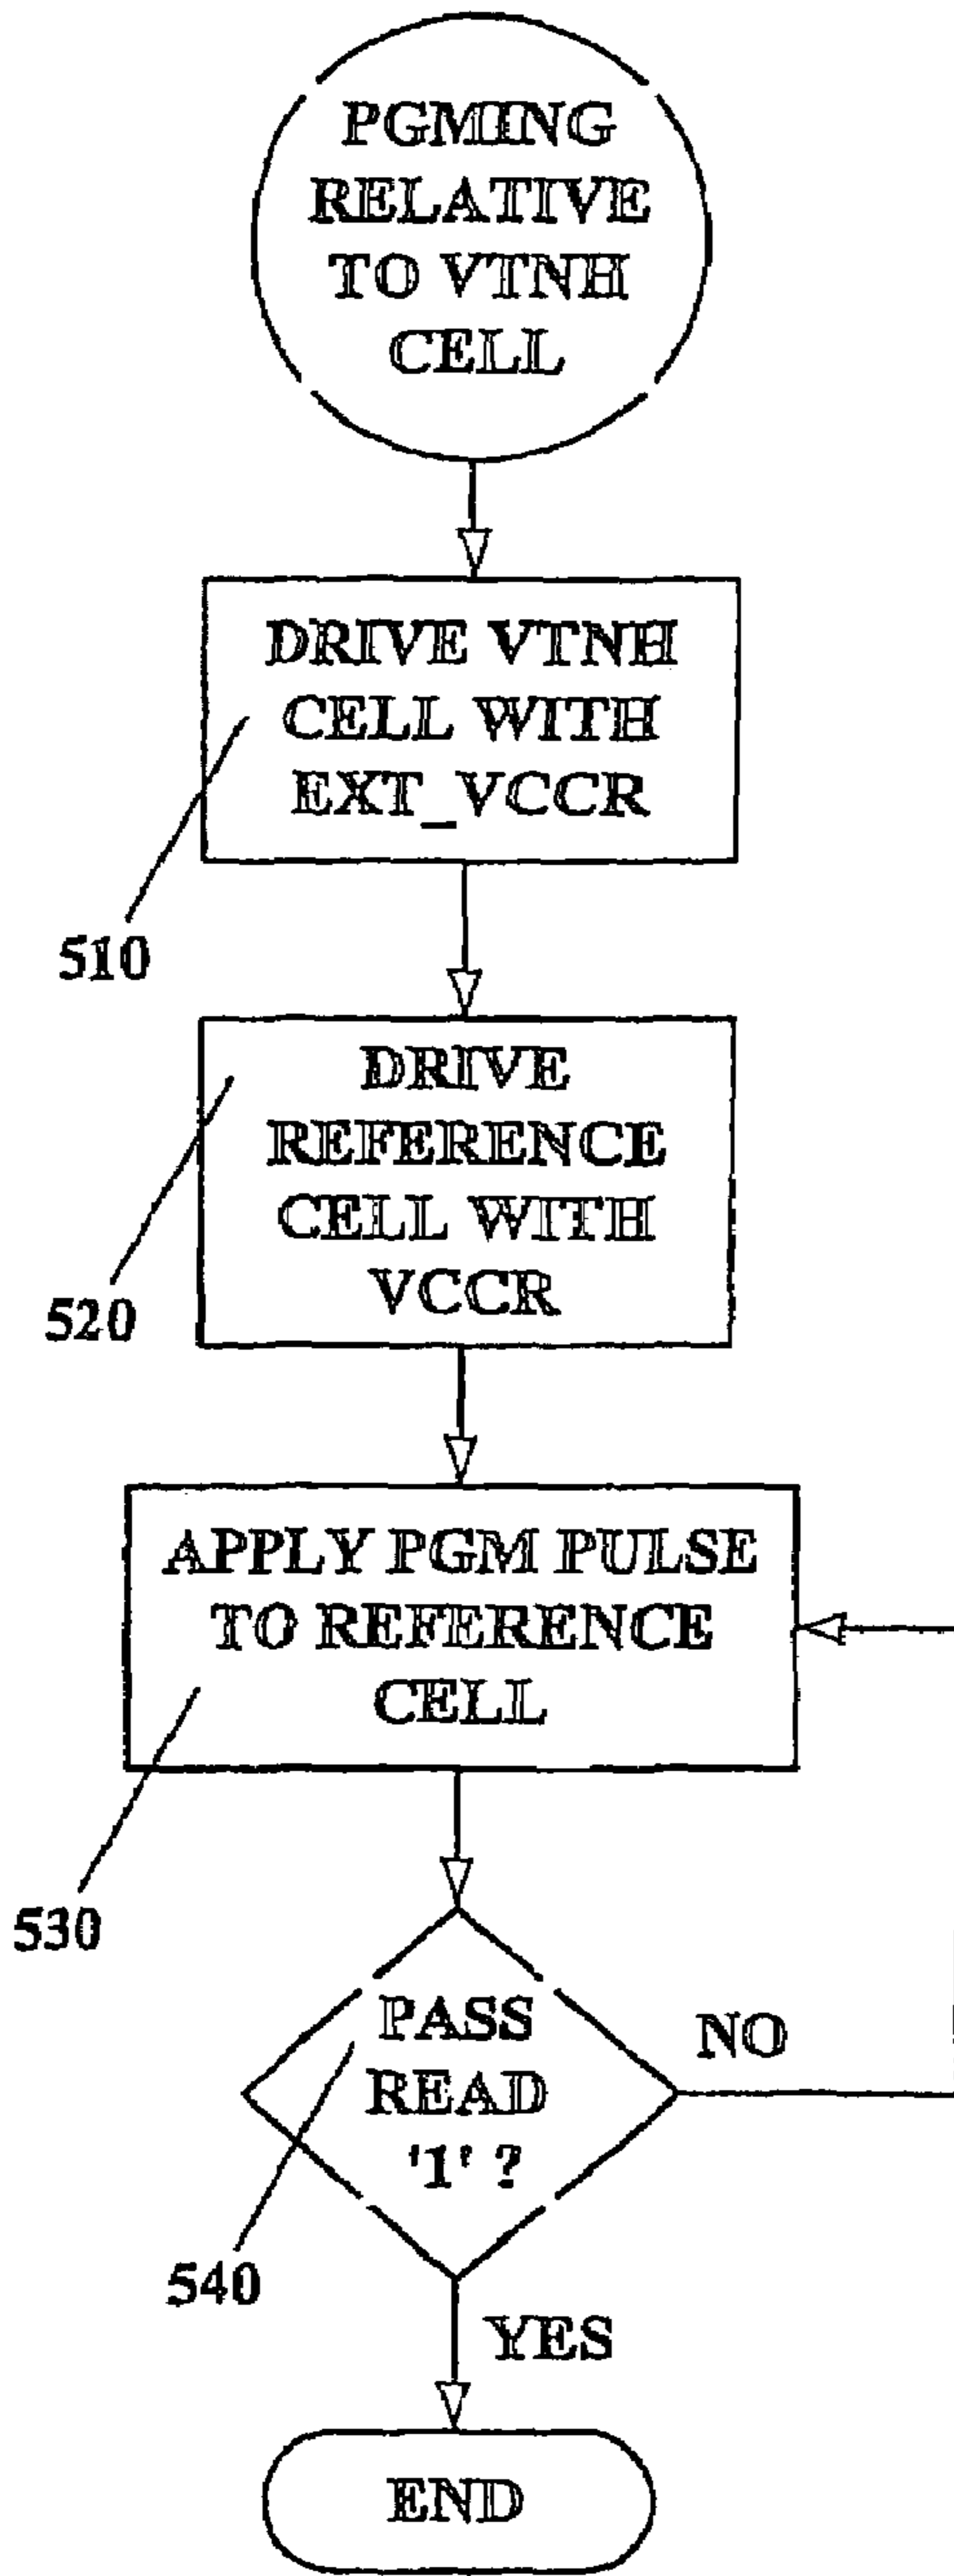 PGMING
RELATIVE
TO VTNH
CELL
DRIVE VTNH
CELL WITH
EXT_VCCR
510
DRIVE
REFERENCE
CELL WITH
VCCR
520
APPLY PGM PULSE
TO REFERENCE
CELL
530
PASS
READ
'1' ?
NO
540
YES
END